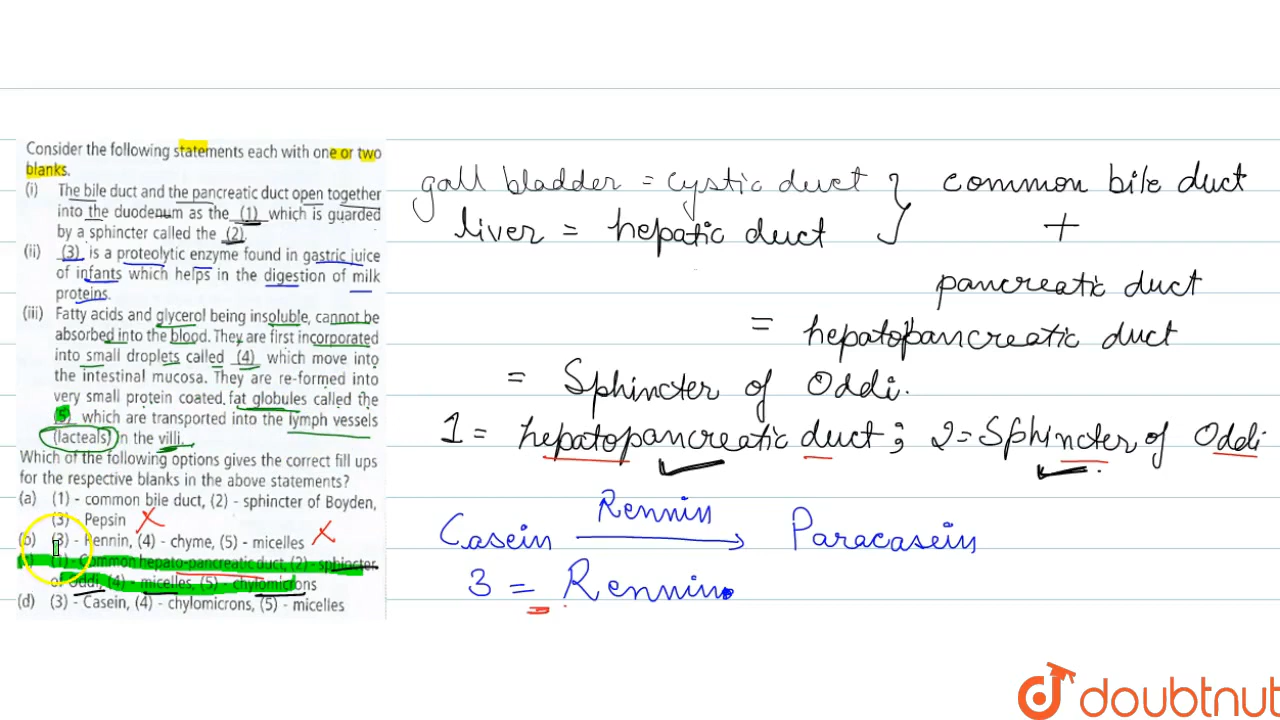 Consider the following statements each with one or two
blanks.
(i) The bile duct and the pancreatic duct open together
into the duodenum as the (1) which is guarded
by a sphincter called the (2).
(ii) (3) is a proteolytic enzyme found in gastric juice
of infants which helps in the digestion of milk
proteins.
(iii) Fatty acids and glycerol being insoluble, cannot be
absorbed into the blood. They are first incorporated
into small droplets called (4) which move into
the intestinal mucosa. They are re-formed into
very small protein coated fat globules called the
(5) which are transported into the lymph vessels
(lacteals) in the villi.
Which of the following options gives the correct fill ups
for the respective blanks in the above statements?
(a) (1) - common bile duct, (2) - sphincter of Boyden,
(3) Pepsin X
(b) (3) - Rennin, (4) - chyme, (5) - micelles X
(1) - Common hepato-pancreatic duct, (2) - sphincter
of Oddi, (4) - micelles, (5) - chylomicrons
(d) (3) - Casein, (4) - chylomicrons, (5) - micelles
gall bladder = cystic duct } common bile duct
liver = hepatic duct +
pancreatic duct
= hepatopancreatic duct
= Sphincter of Oddi.
1 = hepatopancreatic duct ; 2 = Sphincter of Oddi
Casein Rennin → Paracasein
3 = Rennin.
doubtnut